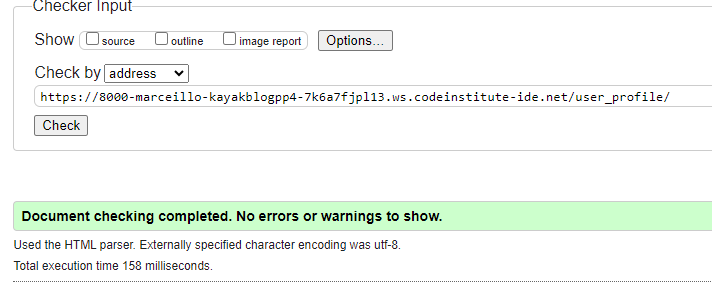 Checker Input
Show source outline image report Options...
Check by address
https://8000-marceillo-kayakblogpp4-7k6a7fjpl13.ws.codeinstitute-ide.net/user_profile/
Check
Document checking completed. No errors or warnings to show.
Used the HTML parser. Externally specified character encoding was utf-8.
Total execution time 158 milliseconds.